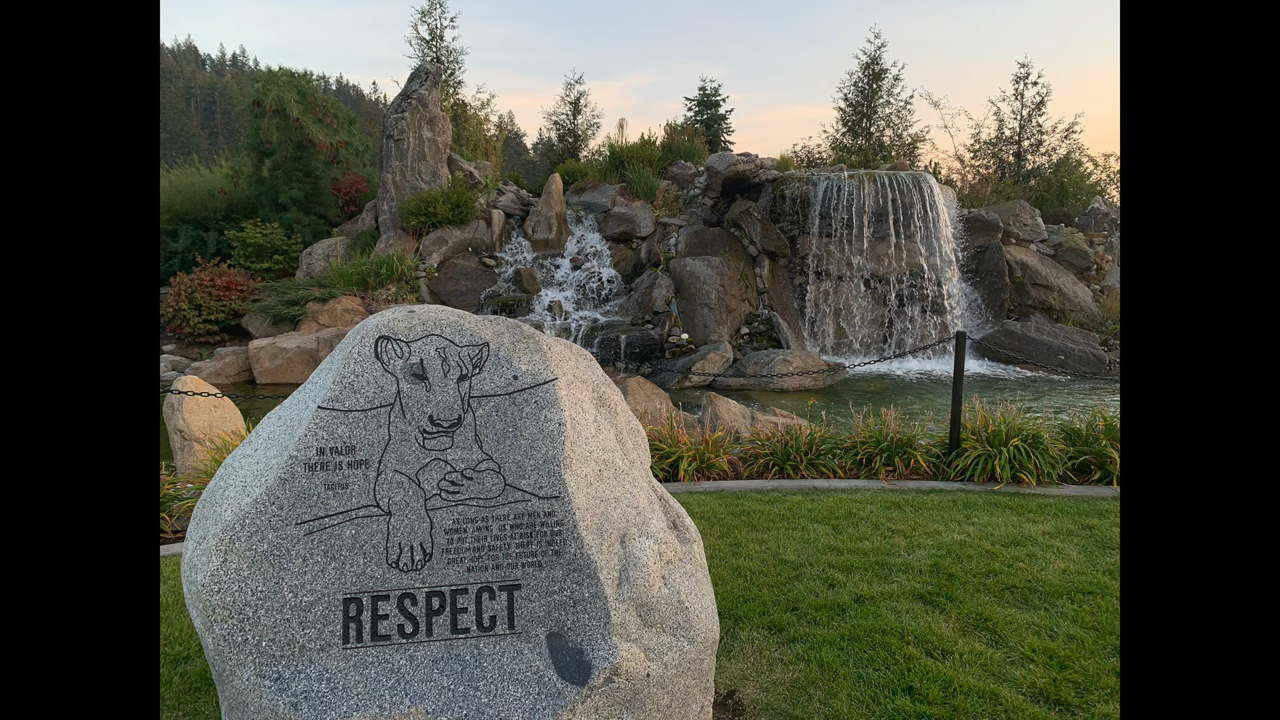 IN VALOR
THERE IS HOPE
TACITUS
AS LONG AS THERE ARE MEN AND
WOMEN AMONG US WHO ARE WILLING
TO PUT THEIR LIVES AT RISK FOR OUR
FREEDOM AND SAFETY, THERE IS INDEED
GREAT HOPE FOR THE FUTURE OF THE
NATION AND OUR WORLD.
RESPECT